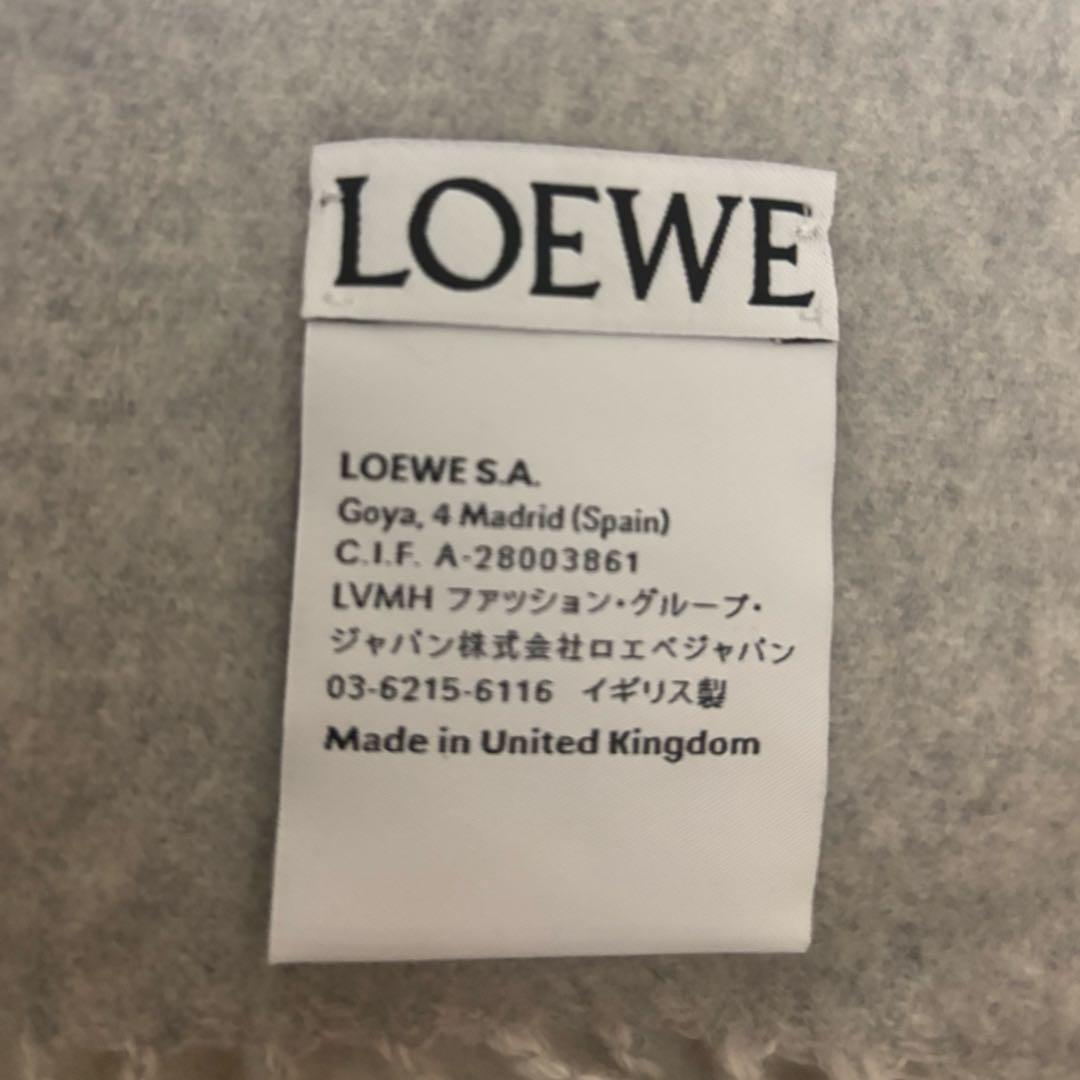 LOEWE
LOEWE S.A.
Goya, 4 Madrid (Spain)
C.I.F. A-28003861
LVMH ファッション・グループ・
ジャパン株式会社ロエベジャパン
03-6215-6116 イギリス製
Made in United Kingdom